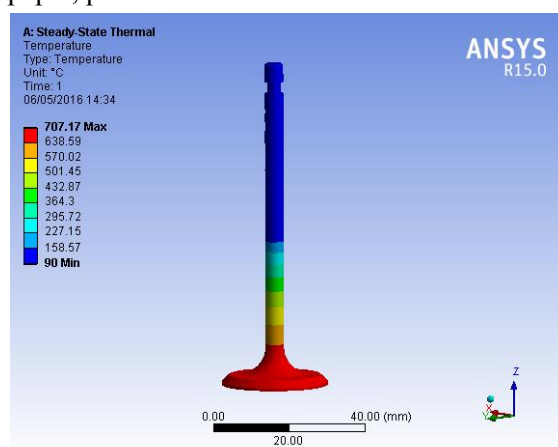 A: Steady-State Thermal
Temperature
Type: Temperature
Unit: °C
Time: 1
06/05/2016 14:34
ANSYS
R15.0
707.17 Max
638.59
570.02
501.45
432.87
364.3
295.72
227.15
158.57
90 Min
Z
X
0.00 40.00 (mm)
20.00